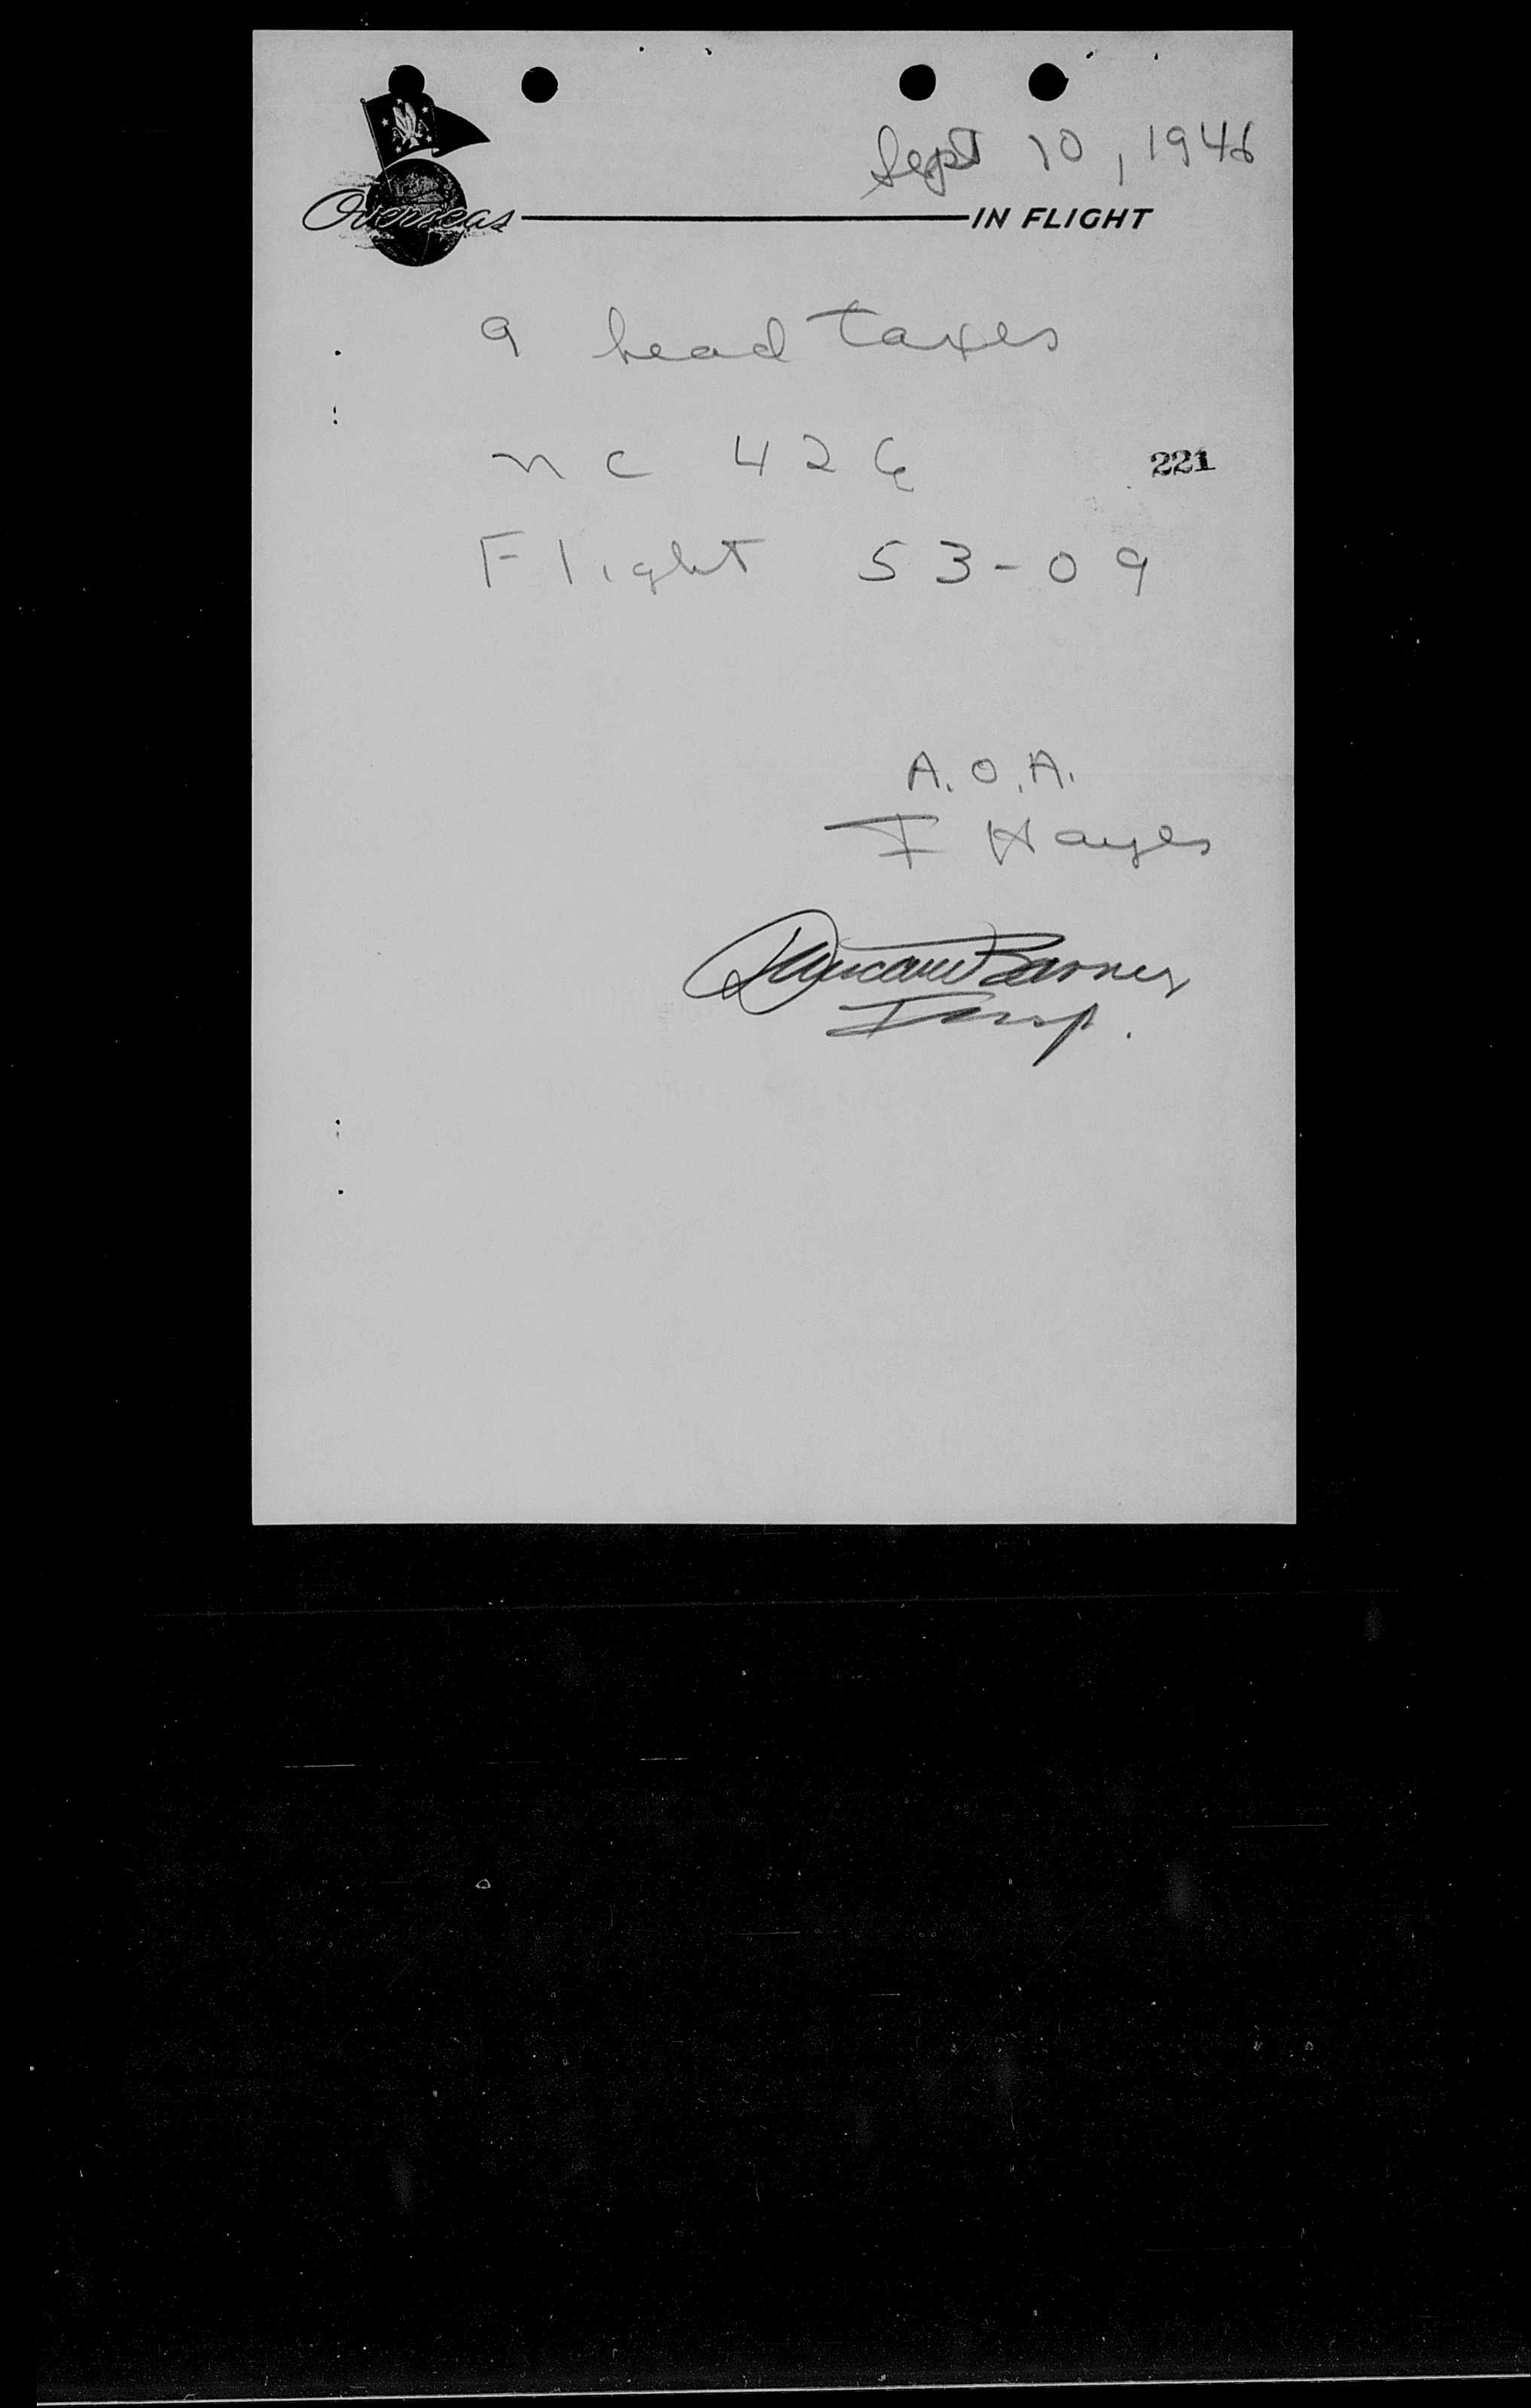 Sept 10, 1946
Overseas IN FLIGHT
9 head taxes
NC 426
221
Flight 53-09
A.O.A.
F Hayes
Duncan Barnes
Insp.